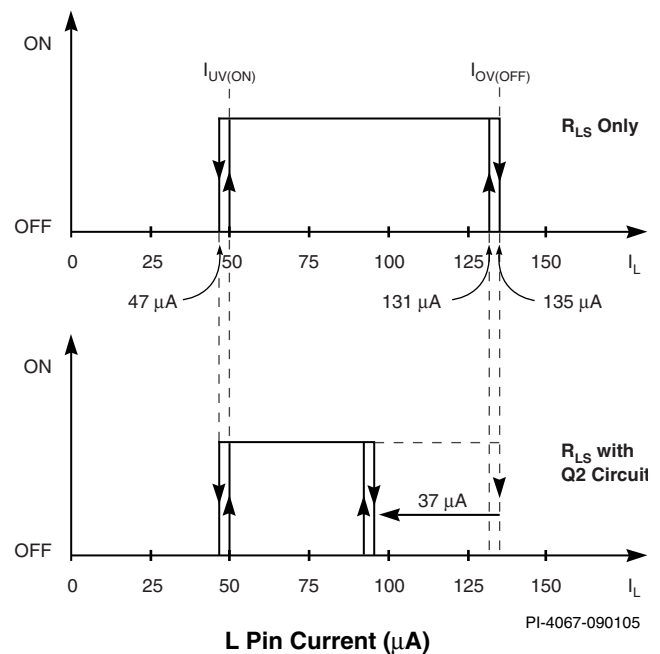 ON
I_UV(ON)
I_OV(OFF)
R_LS Only
OFF
0 25 50 75 100 125 150 I_L
47 μA
131 μA
135 μA
ON
R_LS with
Q2 Circuit
37 μA
OFF
0 25 50 75 100 125 150 I_L
PI-4067-090105
L Pin Current (μA)